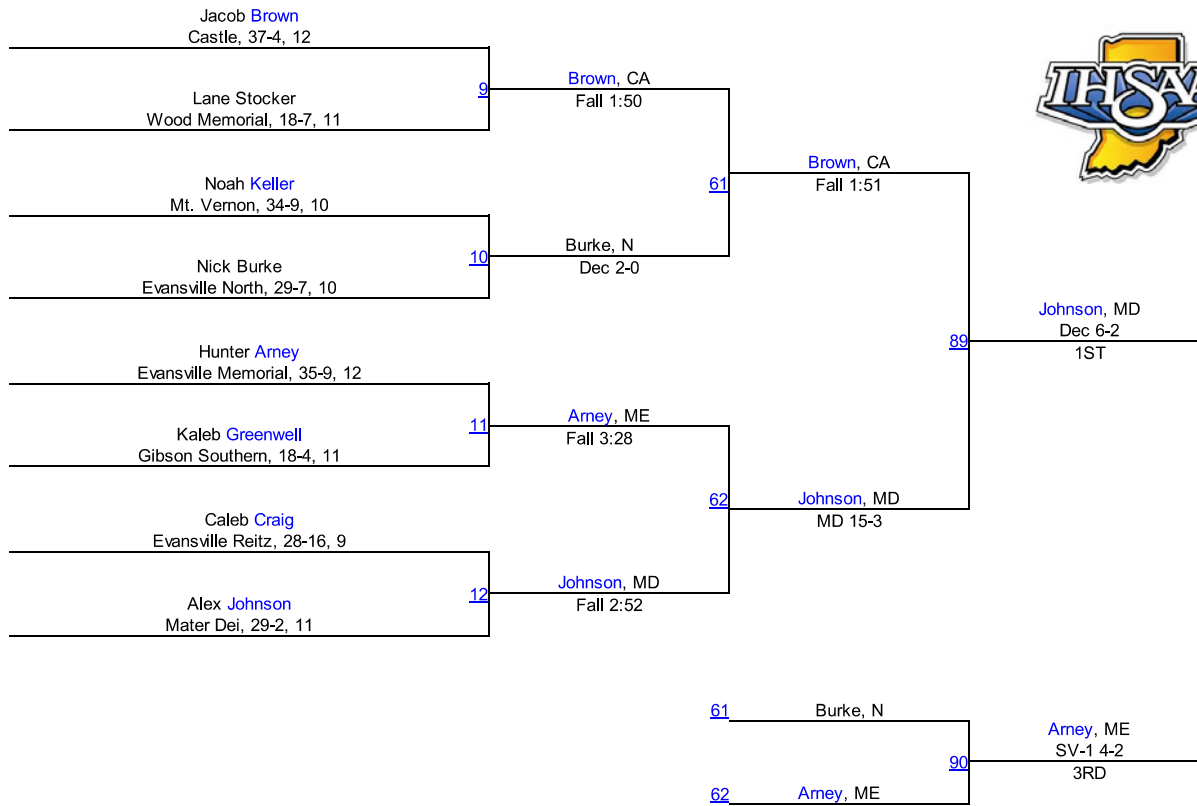 Jacob Brown
Castle, 37-4, 12
Lane Stocker
Wood Memorial, 18-7, 11
9
Brown, CA
Fall 1:50
Noah Keller
Mt. Vernon, 34-9, 10
Nick Burke
Evansville North, 29-7, 10
10
Burke, N
Dec 2-0
61
Brown, CA
Fall 1:51
Hunter Arney
Evansville Memorial, 35-9, 12
Kaleb Greenwell
Gibson Southern, 18-4, 11
11
Arney, ME
Fall 3:28
Caleb Craig
Evansville Reitz, 28-16, 9
Alex Johnson
Mater Dei, 29-2, 11
12
Johnson, MD
Fall 2:52
62
Johnson, MD
MD 15-3
89
Johnson, MD
Dec 6-2
1ST
61
Burke, N
62
Arney, ME
90
Arney, ME
SV-1 4-2
3RD
IHSAA